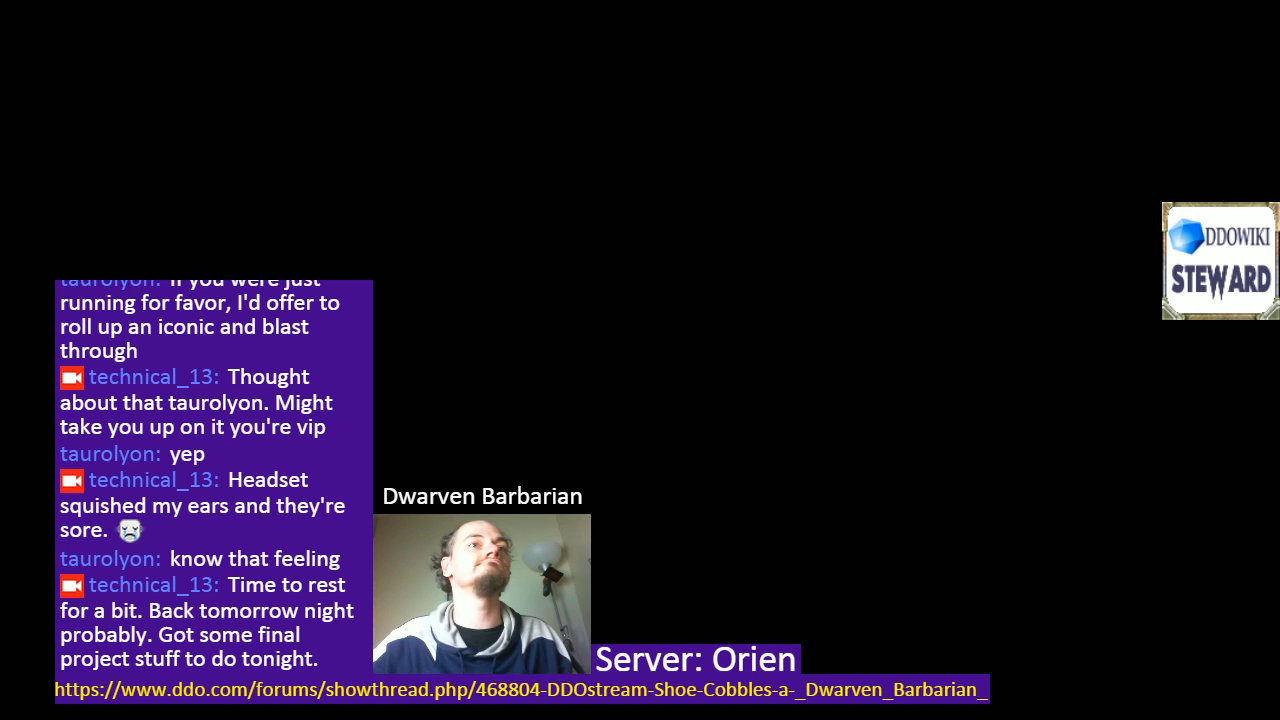 DDOWIKI
STEWARD
taurolyon: If you were just
running for favor, I'd offer to
roll up an iconic and blast
through
technical_13: Thought
about that taurolyon. Might
take you up on it you're vip
taurolyon: yep
technical_13: Headset
squished my ears and they're
sore.
taurolyon: know that feeling
technical_13: Time to rest
for a bit. Back tomorrow night
probably. Got some final
project stuff to do tonight.
Dwarven Barbarian
Server: Orien
https://www.ddo.com/forums/showthread.php/468804-DDOstream-Shoe-Cobbles-a-_Dwarven_Barbarian_